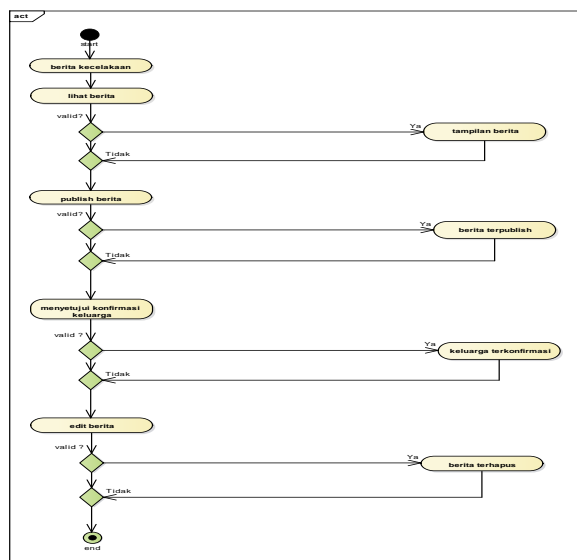 act
start
berita kecelakaan
lihat berita
valid?
Ya
tampilan berita
Tidak
publish berita
valid?
Ya
berita terpublish
Tidak
menyetujui konfirmasi
keluarga
valid ?
Ya
keluarga terkonfirmasi
Tidak
edit berita
valid ?
Ya
berita terhapus
Tidak
end